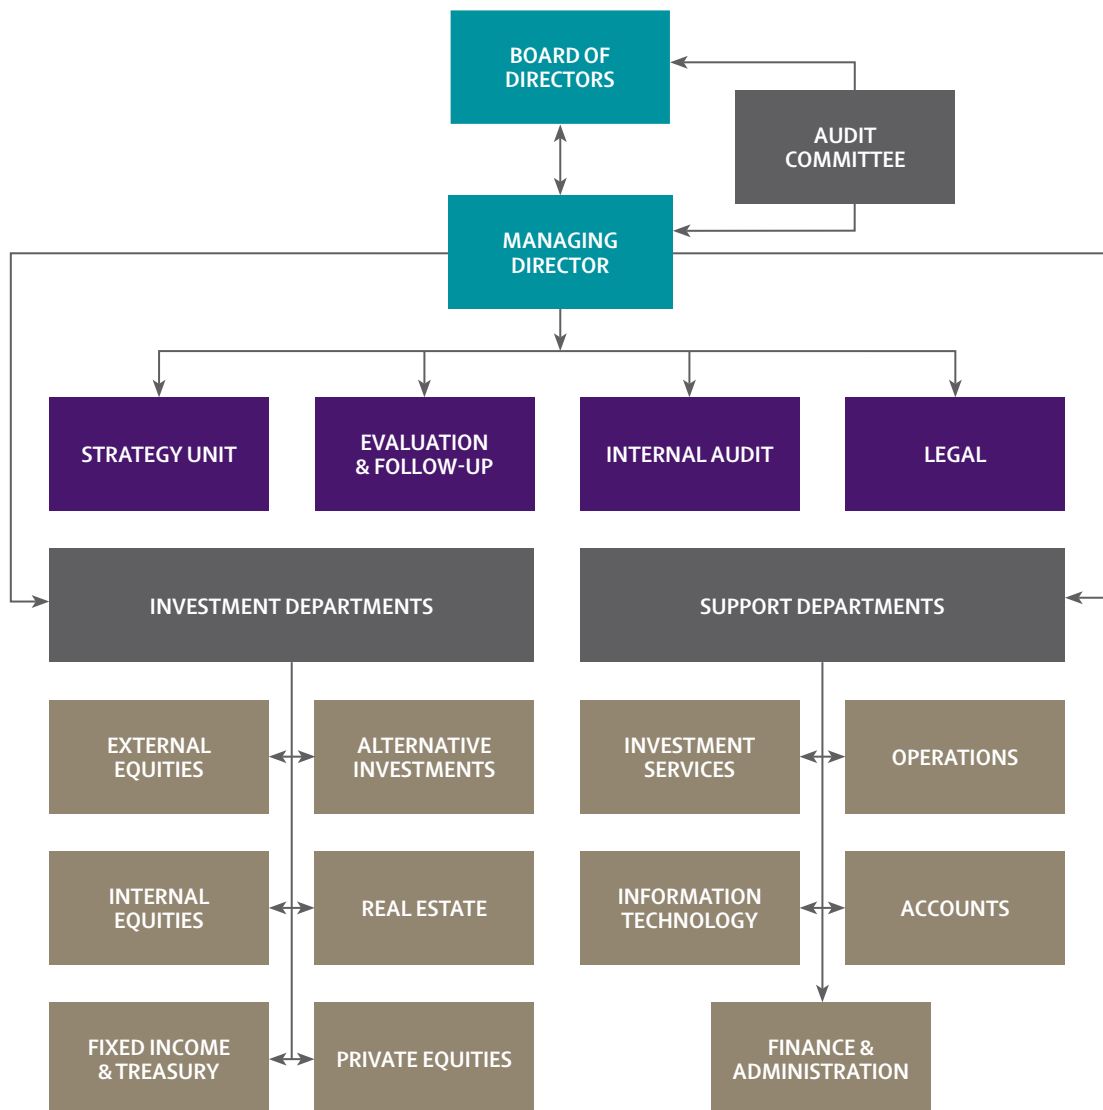 BOARD OF
DIRECTORS
AUDIT
COMMITTEE
MANAGING
DIRECTOR
STRATEGY UNIT
EVALUATION
& FOLLOW-UP
INTERNAL AUDIT
LEGAL
INVESTMENT DEPARTMENTS
SUPPORT DEPARTMENTS
EXTERNAL
EQUITIES
ALTERNATIVE
INVESTMENTS
INVESTMENT
SERVICES
OPERATIONS
INTERNAL
EQUITIES
REAL ESTATE
INFORMATION
TECHNOLOGY
ACCOUNTS
FIXED INCOME
& TREASURY
PRIVATE EQUITIES
FINANCE &
ADMINISTRATION